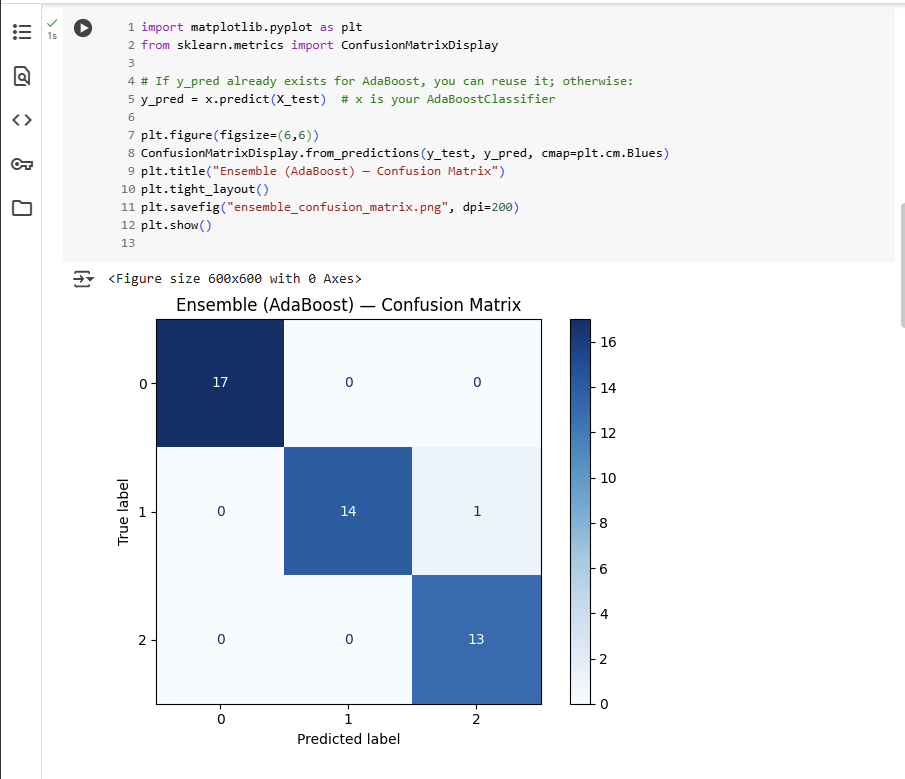 1s
1 import matplotlib.pyplot as plt
2 from sklearn.metrics import ConfusionMatrixDisplay
3
4 # If y_pred already exists for AdaBoost, you can reuse it; otherwise:
5 y_pred = x.predict(X_test)  # x is your AdaBoostClassifier
6
7 plt.figure(figsize=(6,6))
8 ConfusionMatrixDisplay.from_predictions(y_test, y_pred, cmap=plt.cm.Blues)
9 plt.title("Ensemble (AdaBoost) — Confusion Matrix")
10 plt.tight_layout()
11 plt.savefig("ensemble_confusion_matrix.png", dpi=200)
12 plt.show()
13
<Figure size 600x600 with 0 Axes>
Ensemble (AdaBoost) — Confusion Matrix
0 17 0 0
1 0 14 1
2 0 0 13
True label
0 1 2
Predicted label
16
14
12
10
8
6
4
2
0